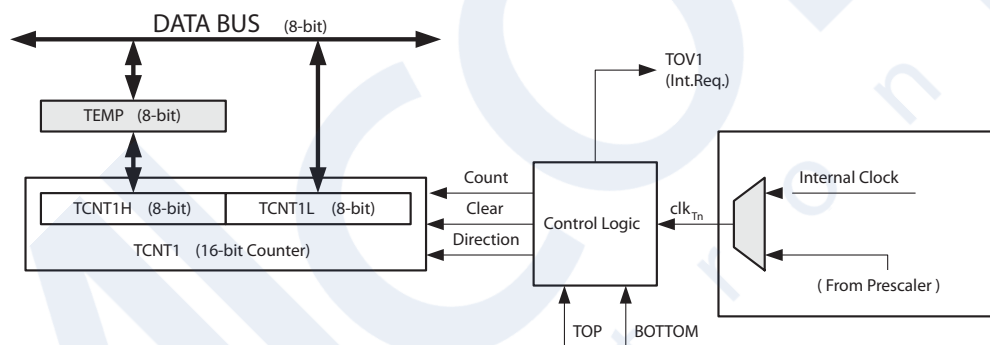 DATA BUS (8-bit)
TOV1
(Int.Req.)
TEMP (8-bit)
Count
Internal Clock
TCNT1H (8-bit) TCNT1L (8-bit)
Clear
Control Logic
clkTn
Direction
TCNT1 (16-bit Counter)
( From Prescaler )
TOP BOTTOM